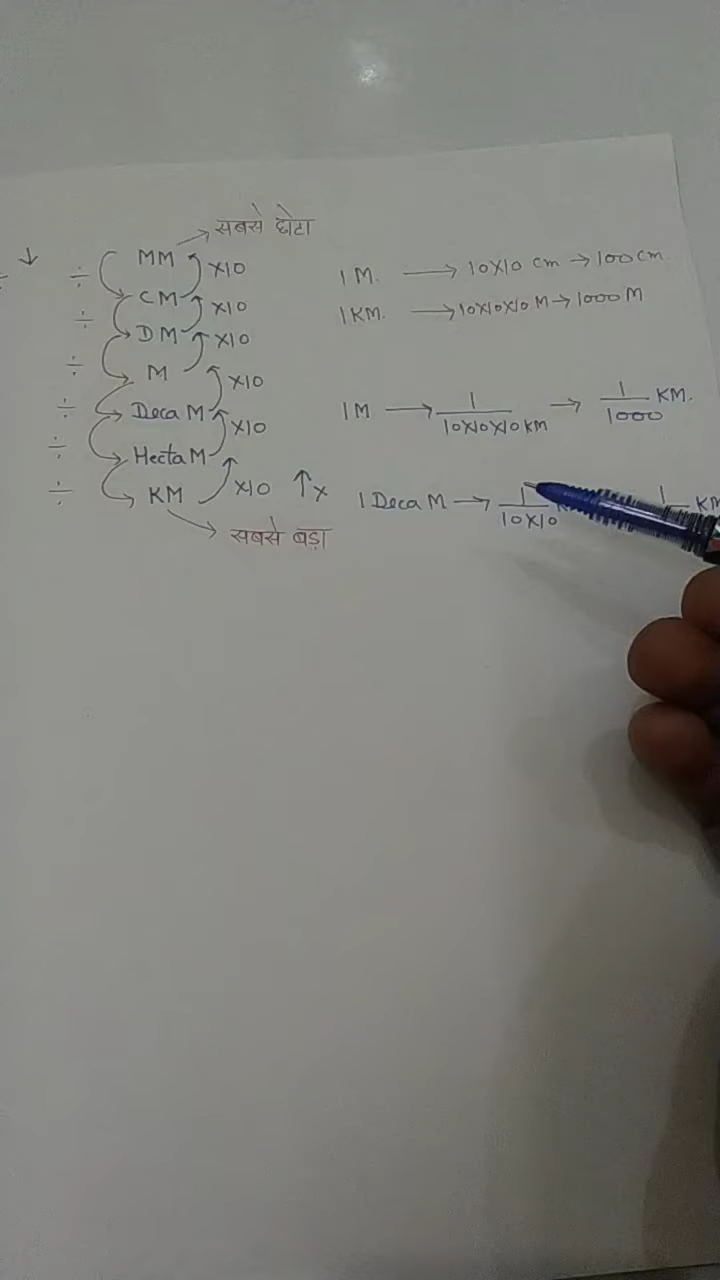 सबसे छोटा
↓ ÷ MM ×10 1 M. → 10×10 cm → 100 cm
÷ CM ×10 1 KM. → 10×10×10 M → 1000 M
÷ DM ×10
÷ M ×10
÷ Deca M ×10 1 M → 1/10×10×10 KM → 1/1000 KM.
÷ Hecta M
÷ KM ×10 ↑× 1 Deca M → 1/10×10 1 KM
सबसे बड़ा